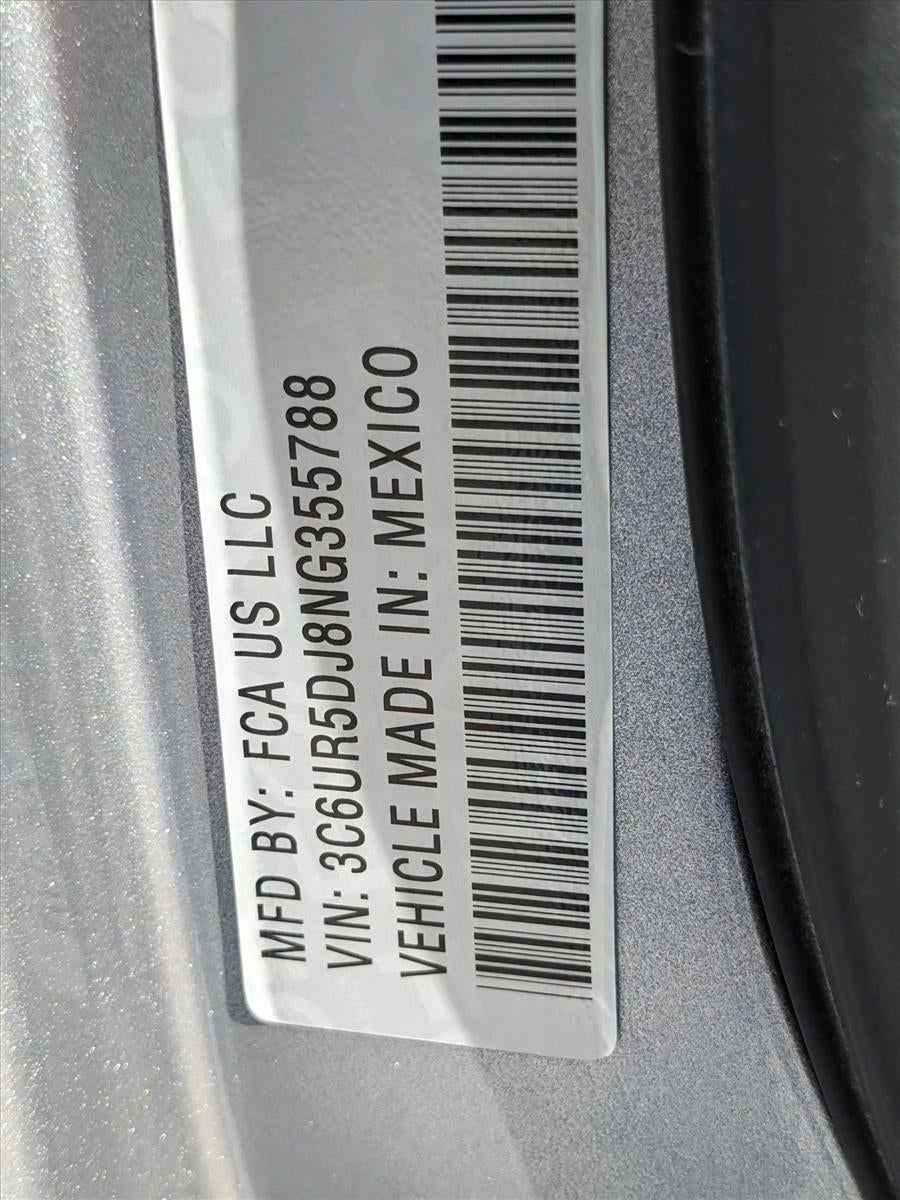 MFD BY: FCA US LLC
VIN: 3C6UR5DJ8NG355788
VEHICLE MADE IN: MEXICO